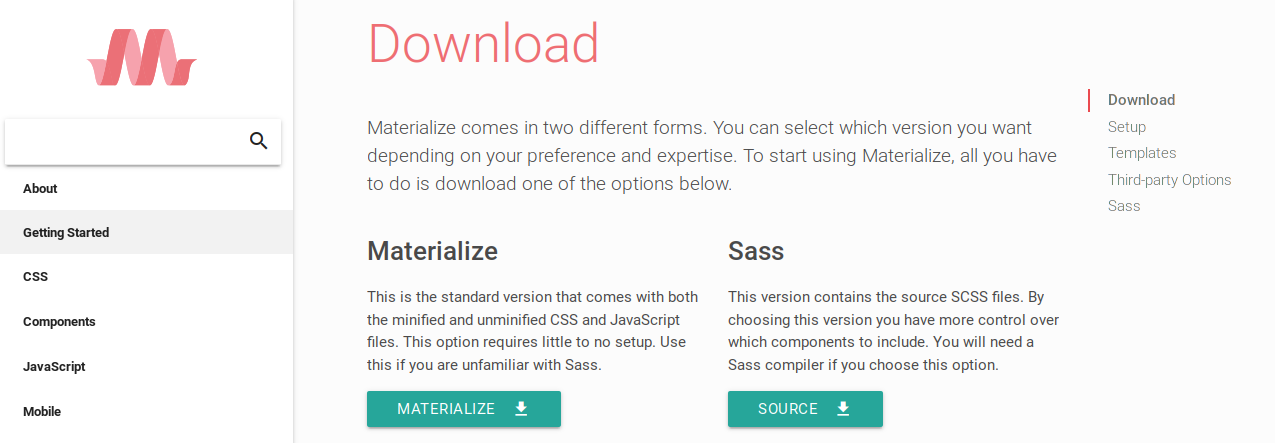 About
Getting Started
CSS
Components
JavaScript
Mobile
Download
Materialize comes in two different forms. You can select which version you want
depending on your preference and expertise. To start using Materialize, all you have
to do is download one of the options below.
Materialize
This is the standard version that comes with both
the minified and unminified CSS and JavaScript
files. This option requires little to no setup. Use
this if you are unfamiliar with Sass.
MATERIALIZE
Sass
This version contains the source SCSS files. By
choosing this version you have more control over
which components to include. You will need a
Sass compiler if you choose this option.
SOURCE
Download
Setup
Templates
Third-party Options
Sass